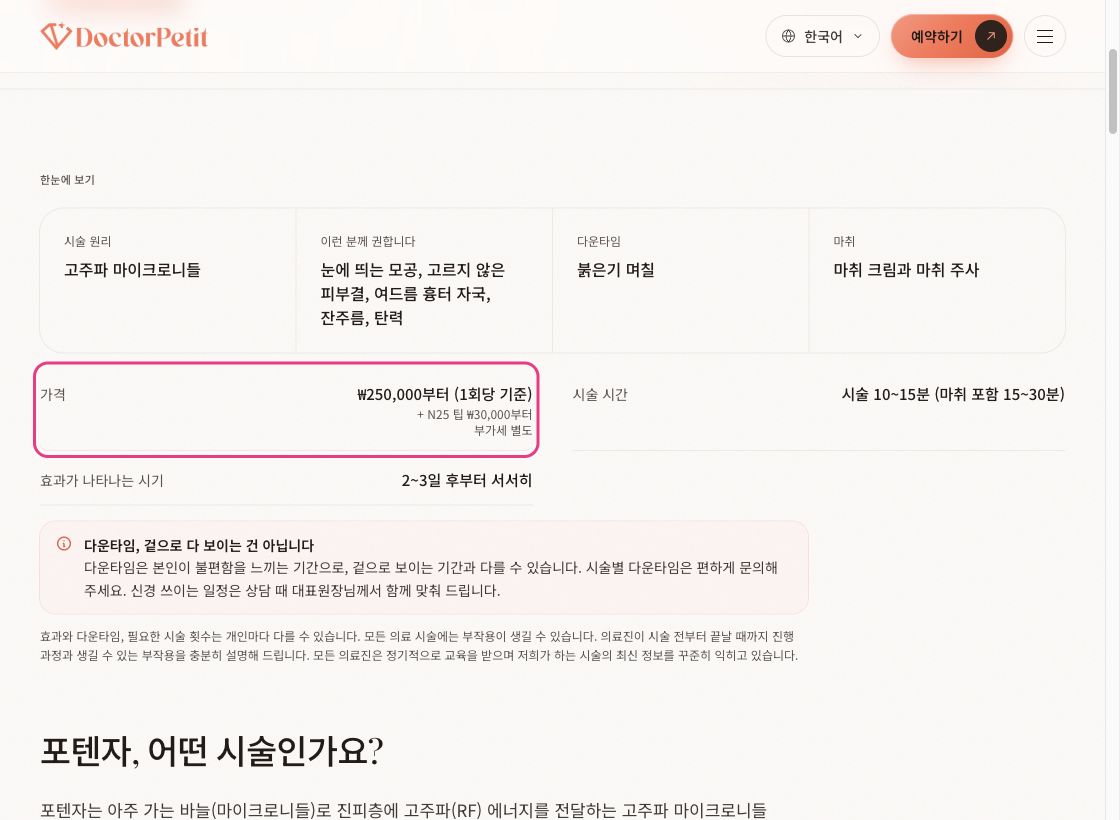 DoctorPetit
한국어
예약하기
한눈에 보기
시술 원리
고주파 마이크로니들
이런 분께 권합니다
눈에 띄는 모공, 고르지 않은
피부결, 여드름 흉터 자국,
잔주름, 탄력
다운타임
붉은기 며칠
마취
마취 크림과 마취 주사
가격
₩250,000부터 (1회당 기준)
+ N25 팁 ₩30,000부터
부가세 별도
시술 시간
시술 10~15분 (마취 포함 15~30분)
효과가 나타나는 시기
2~3일 후부터 서서히
다운타임, 겉으로 다 보이는 건 아닙니다
다운타임은 본인이 불편함을 느끼는 기간으로, 겉으로 보이는 기간과 다를 수 있습니다. 시술별 다운타임은 편하게 문의해
주세요. 신경 쓰이는 일정은 상담 때 대표원장님께서 함께 맞춰 드립니다.
효과와 다운타임, 필요한 시술 횟수는 개인마다 다를 수 있습니다. 모든 의료 시술에는 부작용이 생길 수 있습니다. 의료진이 시술 전부터 끝날 때까지 진행
과정과 생길 수 있는 부작용을 충분히 설명해 드립니다. 모든 의료진은 정기적으로 교육을 받으며 저희가 하는 시술의 최신 정보를 꾸준히 익히고 있습니다.
포텐자, 어떤 시술인가요?
포텐자는 아주 가는 바늘(마이크로니들)로 진피층에 고주파(RF) 에너지를 전달하는 고주파 마이크로니들